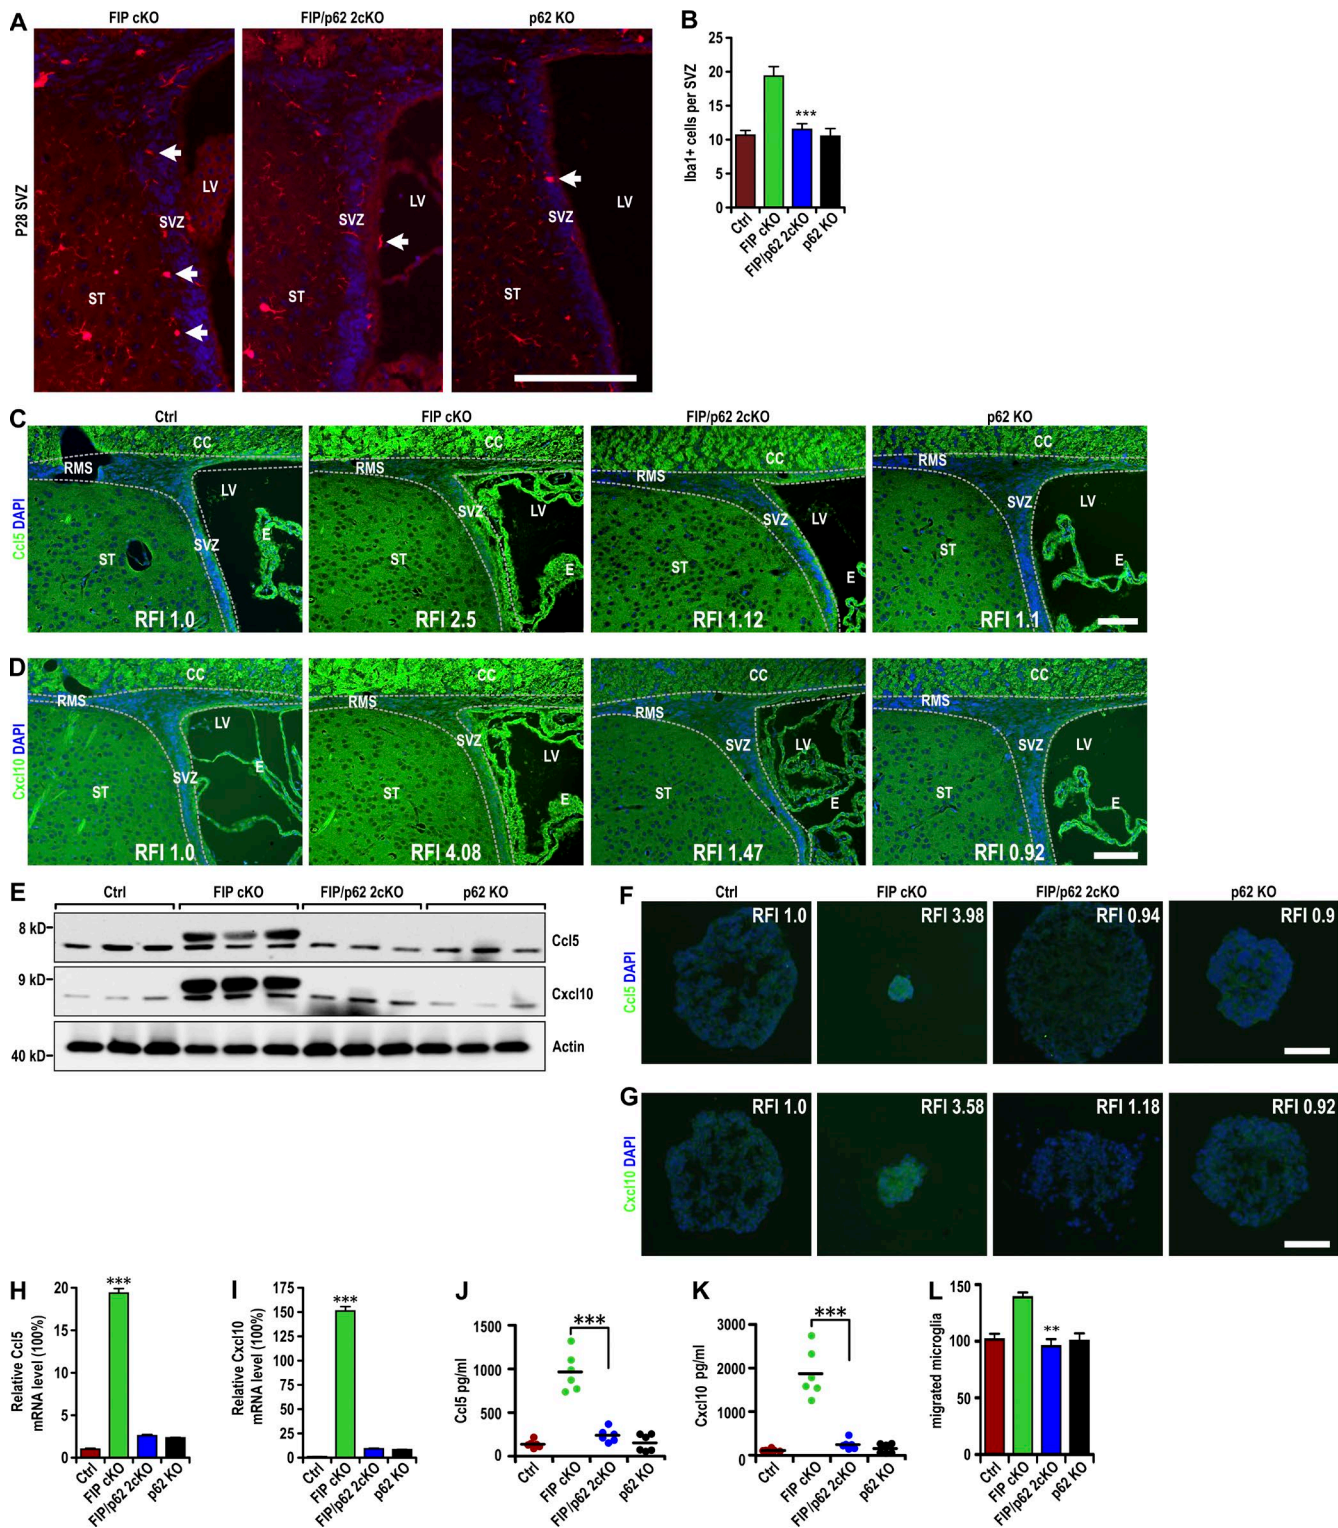 A
FIP cKO
FIP/p62 2cKO
p62 KO
P28 SVZ
LV
SVZ
ST
LV
SVZ
ST
LV
SVZ
ST
B
Iba1+ cells per SVZ
25
20
15
10
5
0
Ctrl
FIP cKO
FIP/p62 2cKO
p62 KO
***
C
Ctrl
FIP cKO
FIP/p62 2cKO
p62 KO
Ccl5 DAPI
CC
RMS
LV
SVZ
E
ST
RFI 1.0
CC
RMS
SVZ
LV
ST
E
RFI 2.5
CC
RMS
LV
SVZ
ST
E
RFI 1.12
CC
RMS
LV
SVZ
ST
E
RFI 1.1
D
Cxcl10 DAPI
CC
RMS
LV
SVZ
E
ST
RFI 1.0
CC
RMS
SVZ
LV
ST
E
RFI 4.08
CC
RMS
SVZ
LV
ST
E
RFI 1.47
CC
RMS
SVZ
LV
ST
E
RFI 0.92
E
Ctrl
FIP cKO
FIP/p62 2cKO
p62 KO
8 kD
Ccl5
9 kD
Cxcl10
40 kD
Actin
F
Ctrl
FIP cKO
FIP/p62 2cKO
p62 KO
Ccl5 DAPI
RFI 1.0
RFI 3.98
RFI 0.94
RFI 0.9
G
Cxcl10 DAPI
RFI 1.0
RFI 3.58
RFI 1.18
RFI 0.92
H
Relative Ccl5
mRNA level (100%)
20
15
10
5
0
***
Ctrl
FIP cKO
FIP/p62 2cKO
p62 KO
I
Relative Cxcl10
mRNA level (100%)
175
150
125
100
75
50
25
0
***
Ctrl
FIP cKO
FIP/p62 2cKO
p62 KO
J
Ccl5 pg/ml
1500
1000
500
0
***
Ctrl
FIP cKO
FIP/p62 2cKO
p62 KO
K
Cxcl10 pg/ml
3000
2000
1000
0
***
Ctrl
FIP cKO
FIP/p62 2cKO
p62 KO
L
migrated microglia
150
100
50
0
**
Ctrl
FIP cKO
FIP/p62 2cKO
p62 KO